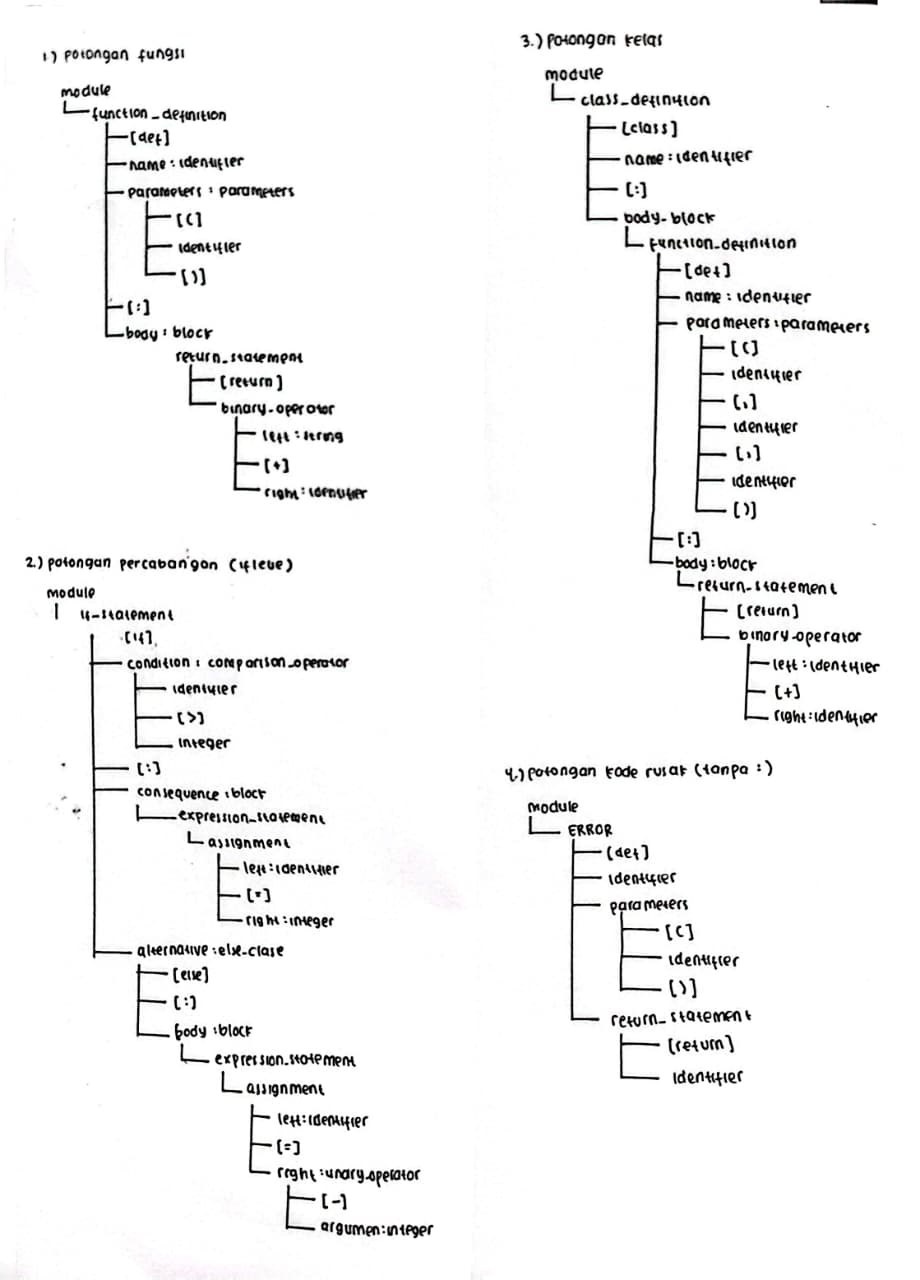 1.) potongan fungsi
module
function_definition
[def]
name : identifier
parameters : parameters
[(]
identifier
[)]
[:]
body : block
return_statement
[return]
binary_operator
left : string
[+]
right : identifier
2.) potongan percabangan (if else)
module
if-statement
[if]
condition : comparison_operator
identifier
[>]
integer
[:]
consequence : block
expression_statement
assignment
left : identifier
[=]
right : integer
alternative : else-clase
[else]
[:]
body : block
expression_statement
assignment
left : identifier
[=]
right : unary_operator
[-]
argumen : integer
3.) potongan kelas
module
class_definition
[class]
name : identifier
[:]
body-block
function_definition
[def]
name : identifier
parameters : parameters
[(]
identifier
[,]
identifier
[,]
identifier
[)]
[:]
body : block
return_statement
[return]
binary_operator
left : identifier
[+]
right : identifier
4.) potongan kode rusak (tanpa :)
module
ERROR
[def]
identifier
parameters
[(]
identifier
[)]
return_statement
[return]
identifier